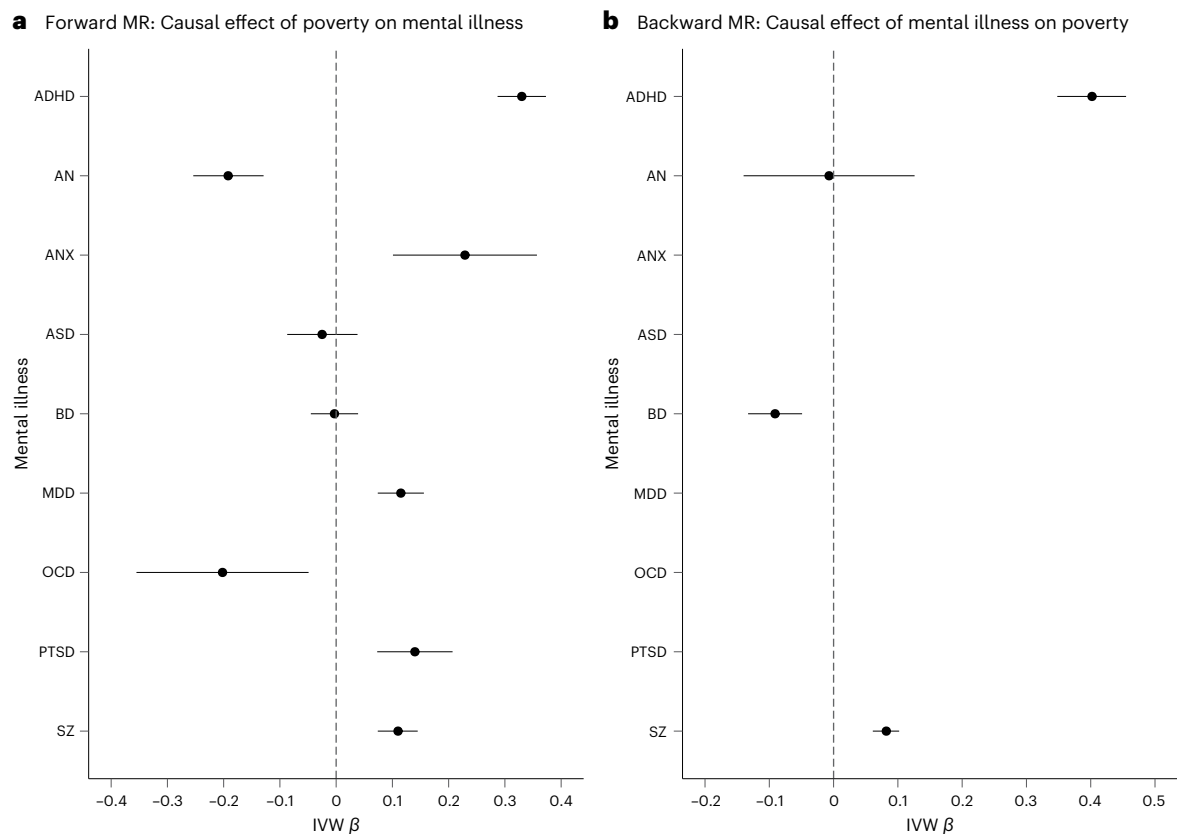 a Forward MR: Causal effect of poverty on mental illness
Mental illness
ADHD
AN
ANX
ASD
BD
MDD
OCD
PTSD
SZ
−0.4 −0.3 −0.2 −0.1 0 0.1 0.2 0.3 0.4
IVW β
b Backward MR: Causal effect of mental illness on poverty
Mental illness
ADHD
AN
ANX
ASD
BD
MDD
OCD
PTSD
SZ
−0.2 −0.1 0 0.1 0.2 0.3 0.4 0.5
IVW β